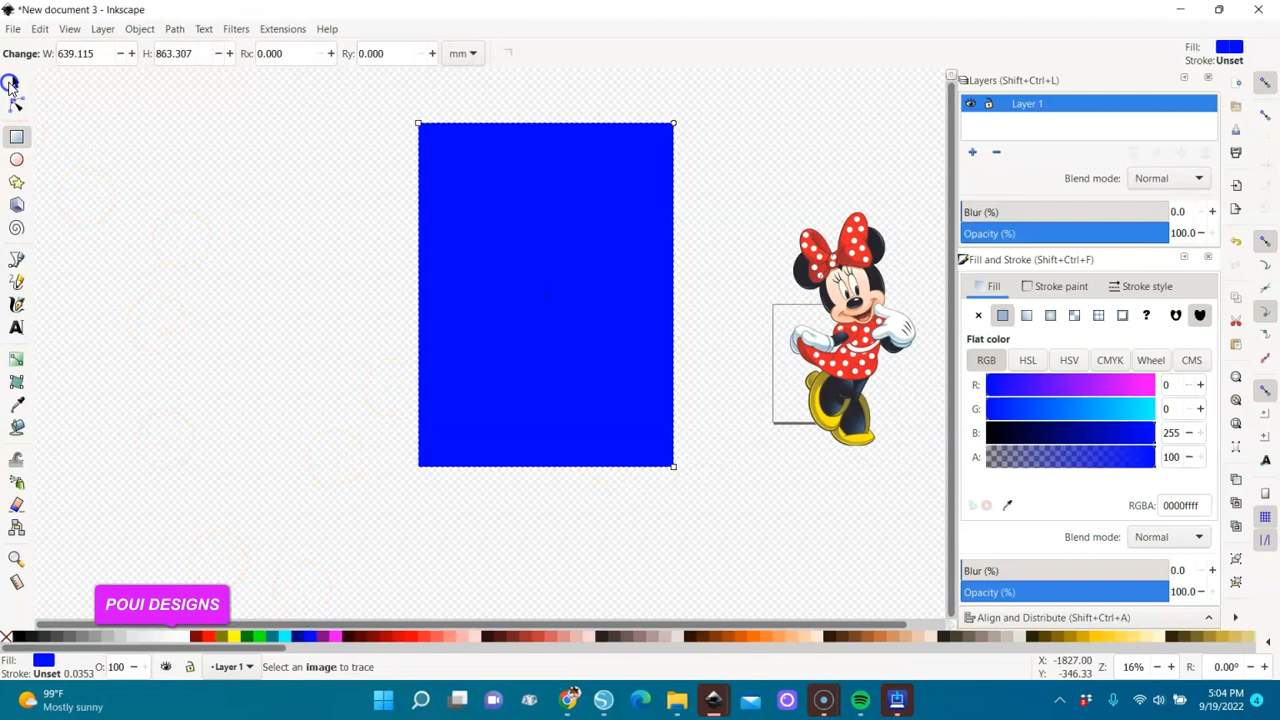 *New document 3 - Inkscape
File Edit View Layer Object Path Text Filters Extensions Help
Change: W: 639.115 − + H: 863.307 − + Rx: 0.000 − + Ry: 0.000 − + mm
Fill:
Stroke: Unset
Layers (Shift+Ctrl+L)
Layer 1
Blend mode: Normal
Blur (%) 0.0 +
Opacity (%) 100.0 − +
Fill and Stroke (Shift+Ctrl+F)
Fill Stroke paint Stroke style
Flat color
RGB HSL HSV CMYK Wheel CMS
R: 0 − +
G: 0 − +
B: 255 − +
A: 100 − +
RGBA: 0000ffff
Blend mode: Normal
Blur (%) 0.0 +
Opacity (%) 100.0 − +
Align and Distribute (Shift+Ctrl+A)
POUI DESIGNS
Fill:
Stroke: Unset 0.0353
O: 100 − +
Layer 1
Select an image to trace
X: -1827.00
Y: -346.33
Z: 16% − + R: 0.00° − +
99°F
Mostly sunny
5:04 PM
9/19/2022
4